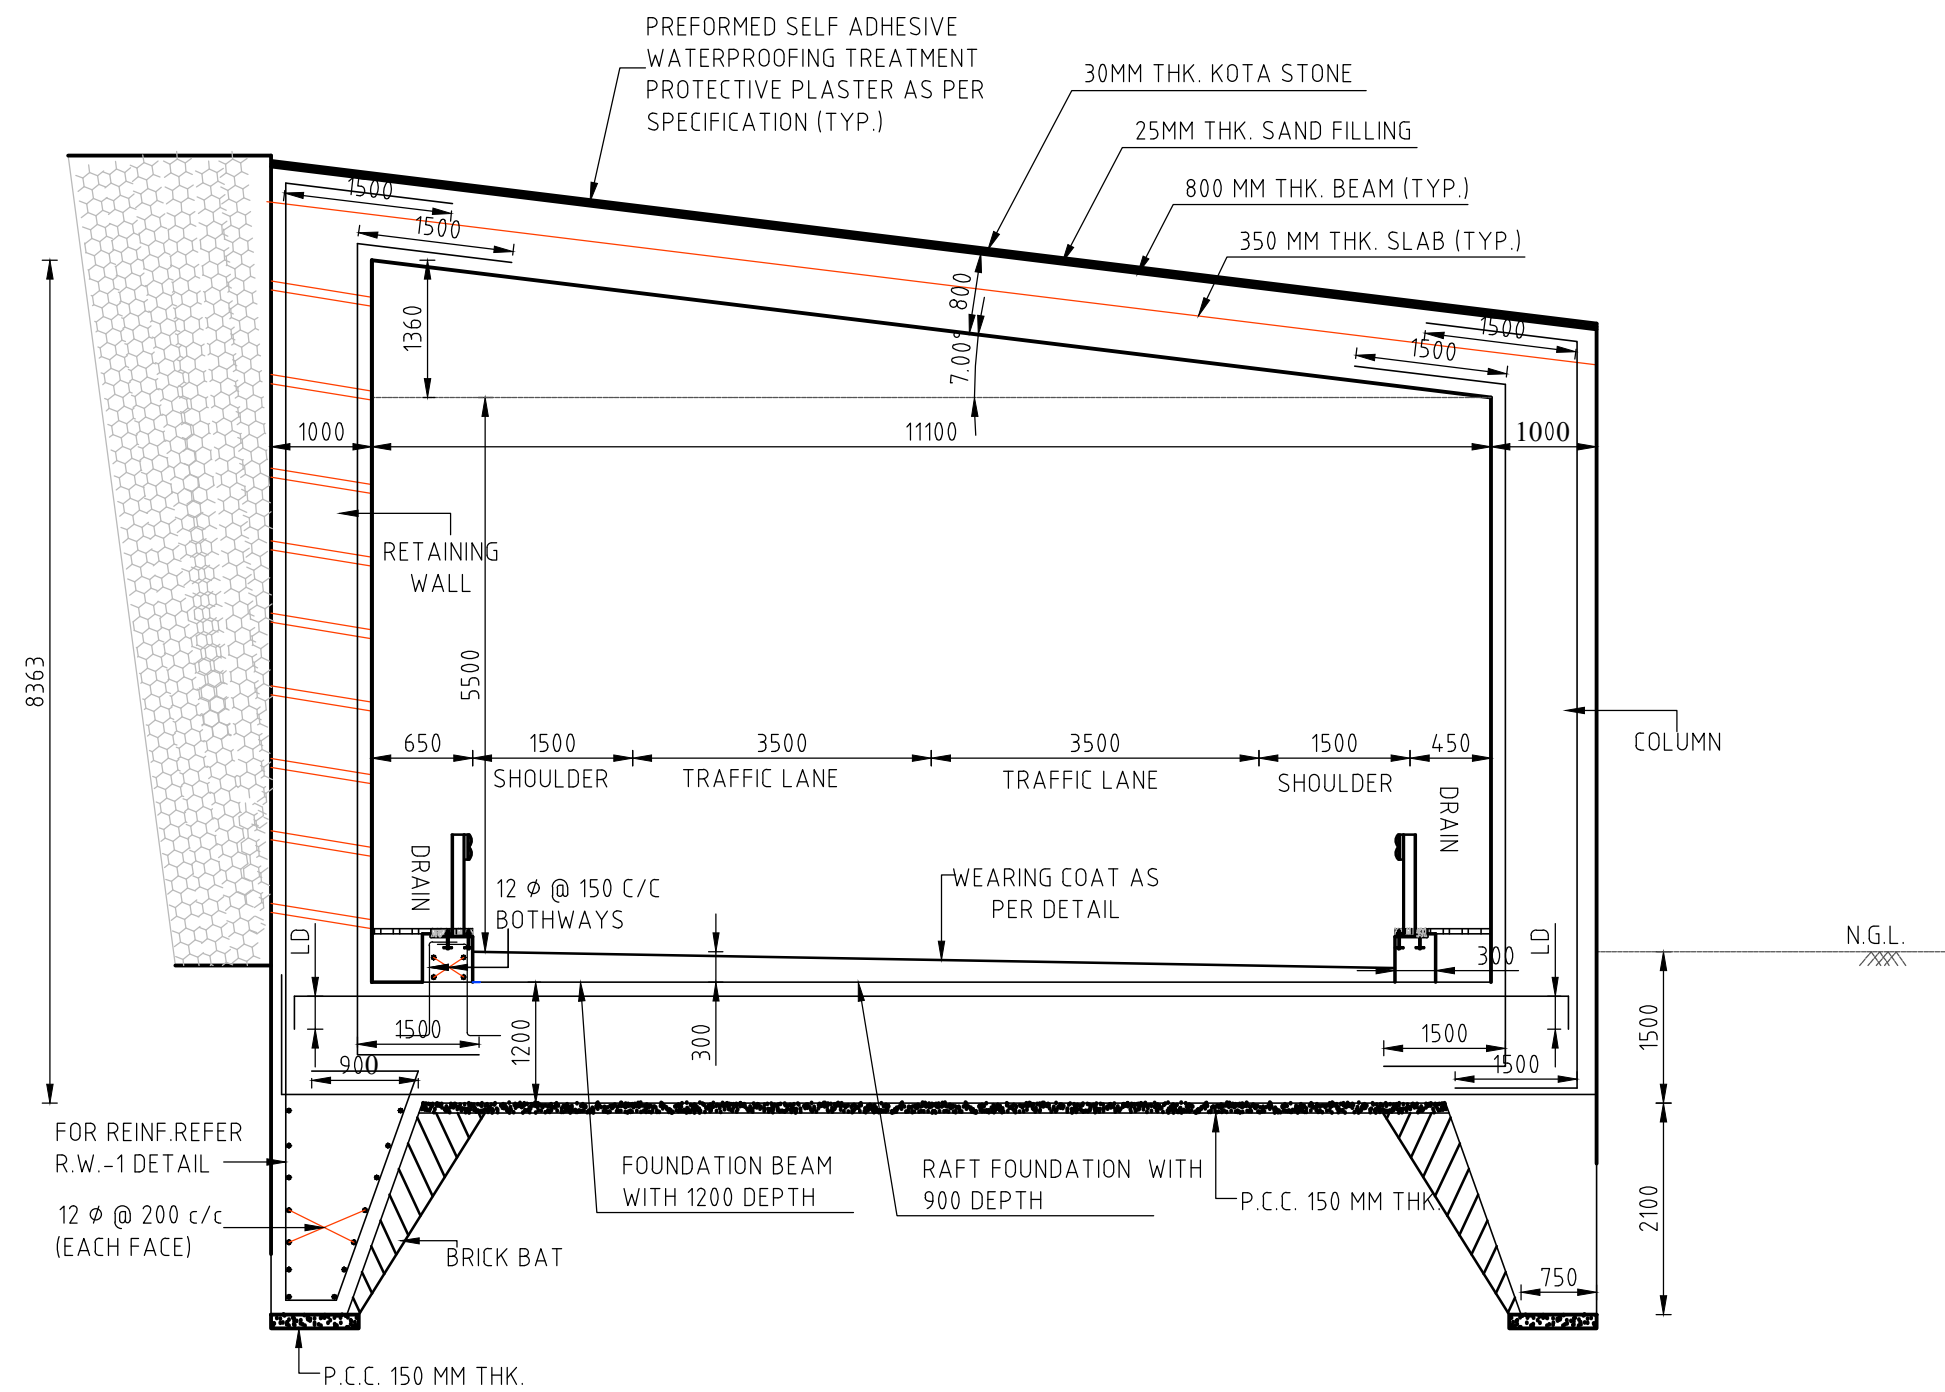 PREFORMED SELF ADHESIVE
WATERPROOFING TREATMENT
PROTECTIVE PLASTER AS PER
SPECIFICATION (TYP.)
30MM THK. KOTA STONE
25MM THK. SAND FILLING
800 MM THK. BEAM (TYP.)
350 MM THK. SLAB (TYP.)
1500
1500
1360
800
7.00°
1500
1500
1000
11100
1000
RETAINING
WALL
8363
5500
650
1500
3500
3500
1500
450
SHOULDER
TRAFFIC LANE
TRAFFIC LANE
SHOULDER
COLUMN
DRAIN
DRAIN
12 Φ @ 150 C/C
BOTHWAYS
WEARING COAT AS
PER DETAIL
LD
LD
300
N.G.L.
1500
1200
300
1500
1500
1500
900
FOR REINF.REFER
R.W.-1 DETAIL
12 Φ @ 200 c/c
(EACH FACE)
BRICK BAT
FOUNDATION BEAM
WITH 1200 DEPTH
RAFT FOUNDATION WITH
900 DEPTH
P.C.C. 150 MM THK.
2100
750
P.C.C. 150 MM THK.